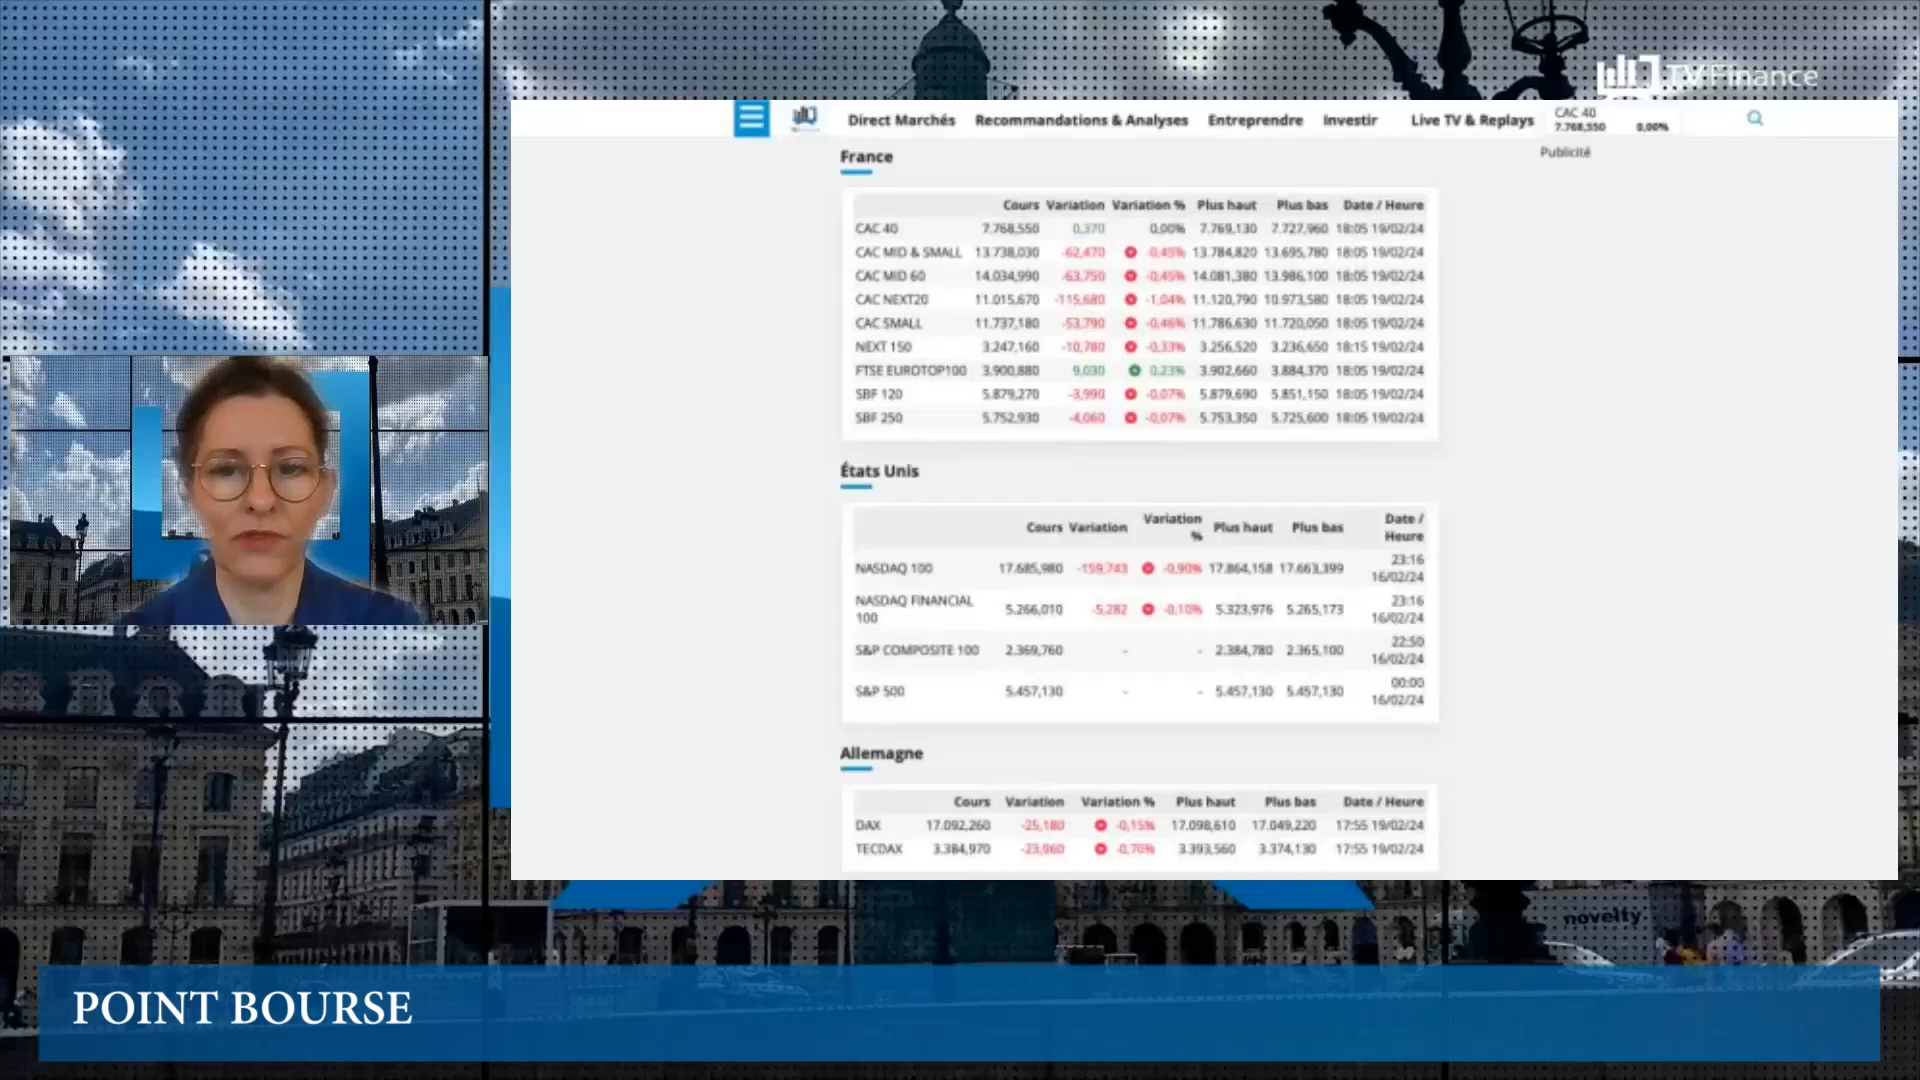 TV Finance
Direct Marchés Recommandations & Analyses Entreprendre Investir Live TV & Replays
CAC 40
7.768,550 0,00%
Publicité
France
Cours Variation Variation % Plus haut Plus bas Date / Heure
CAC 40 7.768,550 0,370 0,00% 7.769,130 7.727,960 18:05 19/02/24
CAC MID & SMALL 13.738,030 -62,470 -0,45% 13.784,820 13.695,780 18:05 19/02/24
CAC MID 60 14.034,990 -63,750 -0,45% 14.081,380 13.986,100 18:05 19/02/24
CAC NEXT20 11.015,670 -115,680 -1,04% 11.120,790 10.973,580 18:05 19/02/24
CAC SMALL 11.737,180 -53,790 -0,46% 11.786,630 11.720,050 18:05 19/02/24
NEXT 150 3.247,160 -10,780 -0,33% 3.256,520 3.236,650 18:15 19/02/24
FTSE EUROTOP100 3.900,880 9,030 0,23% 3.902,660 3.884,370 18:05 19/02/24
SBF 120 5.879,270 -3,990 -0,07% 5.879,690 5.851,150 18:05 19/02/24
SBF 250 5.752,930 -4,060 -0,07% 5.753,350 5.725,600 18:05 19/02/24
États Unis
Cours Variation Variation % Plus haut Plus bas Date / Heure
NASDAQ 100 17.685,980 -159,743 -0,90% 17.864,158 17.663,399 23:16 16/02/24
NASDAQ FINANCIAL 100 5.266,010 -5,282 -0,10% 5.323,976 5.265,173 23:16 16/02/24
S&P COMPOSITE 100 2.369,760 - - 2.384,780 2.365,100 22:50 16/02/24
S&P 500 5.457,130 - - 5.457,130 5.457,130 00:00 16/02/24
Allemagne
Cours Variation Variation % Plus haut Plus bas Date / Heure
DAX 17.092,260 -25,180 -0,15% 17.098,610 17.049,220 17:55 19/02/24
TECDAX 3.384,970 -23,960 -0,70% 3.393,560 3.374,130 17:55 19/02/24
novelty
POINT BOURSE